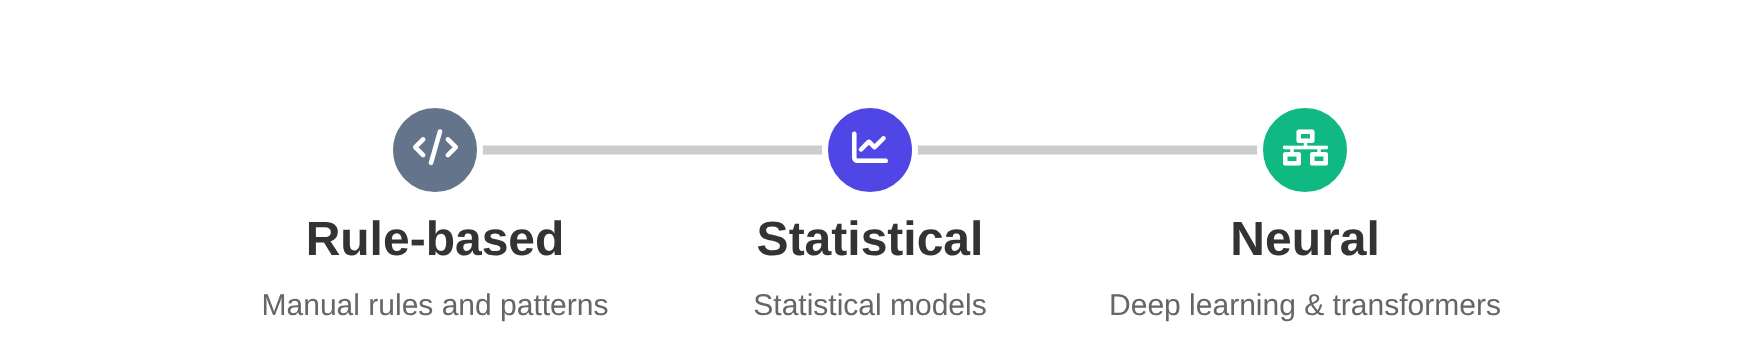 Rule-based
Statistical
Neural
Manual rules and patterns
Statistical models
Deep learning & transformers